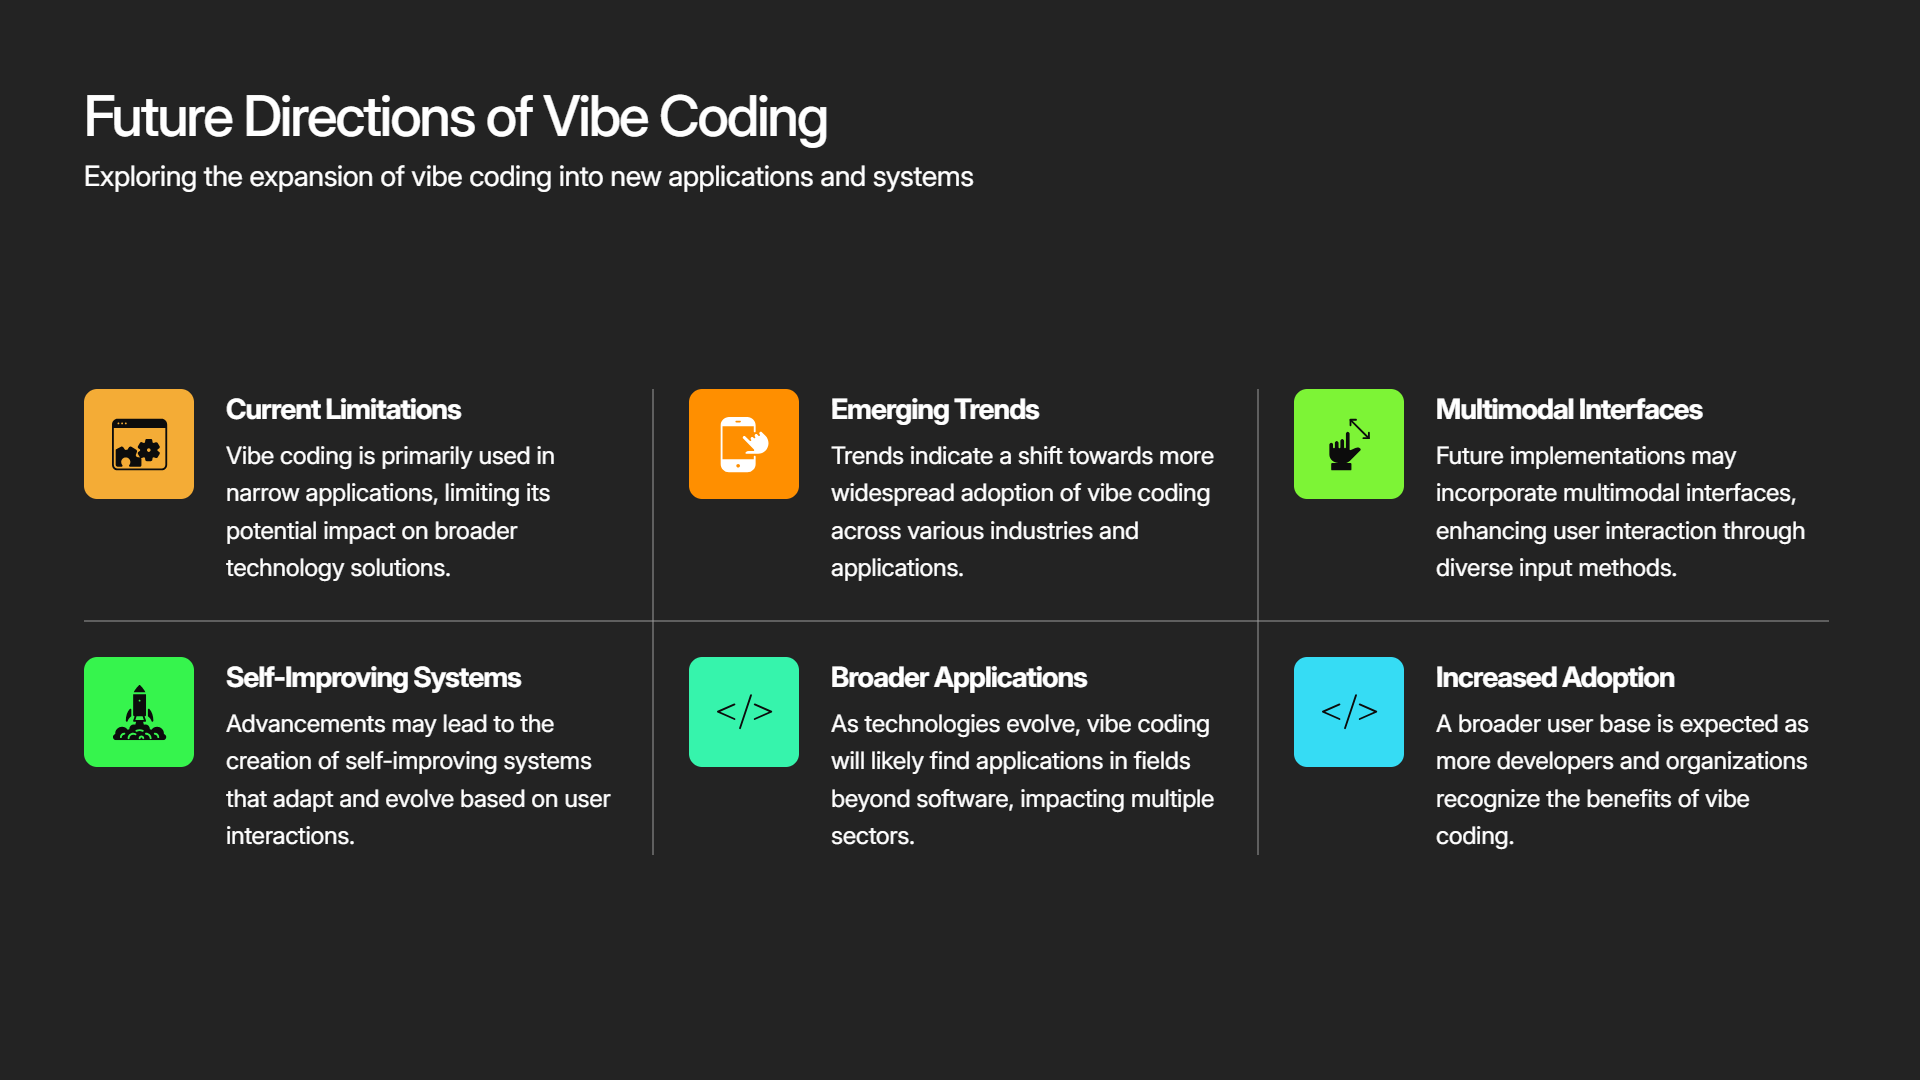 Future Directions of Vibe Coding
Exploring the expansion of vibe coding into new applications and systems
Current Limitations
Vibe coding is primarily used in
narrow applications, limiting its
potential impact on broader
technology solutions.
Emerging Trends
Trends indicate a shift towards more
widespread adoption of vibe coding
across various industries and
applications.
Multimodal Interfaces
Future implementations may
incorporate multimodal interfaces,
enhancing user interaction through
diverse input methods.
Self-Improving Systems
Advancements may lead to the
creation of self-improving systems
that adapt and evolve based on user
interactions.
</>
Broader Applications
As technologies evolve, vibe coding
will likely find applications in fields
beyond software, impacting multiple
sectors.
</>
Increased Adoption
A broader user base is expected as
more developers and organizations
recognize the benefits of vibe
coding.